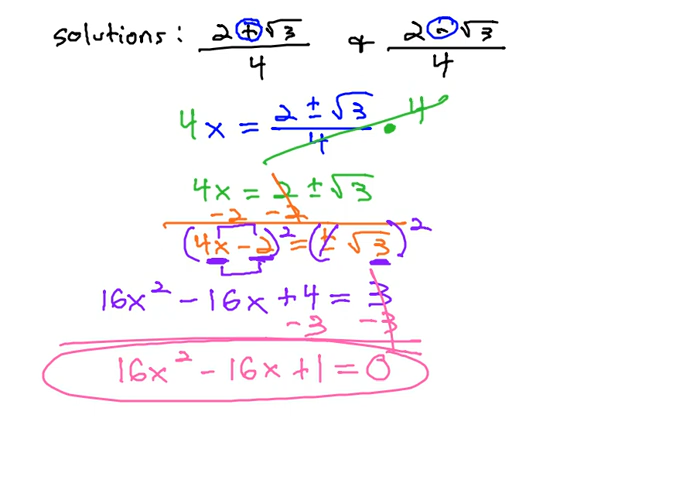 solutions: (2+√3)/4 & (2-√3)/4
4x = (2±√3)/4 • 4
4x = 2 ± √3
-2 -2
(4x - 2)² = (± √3)²
16x² - 16x + 4 = 3
-3 -3
16x² - 16x + 1 = 0